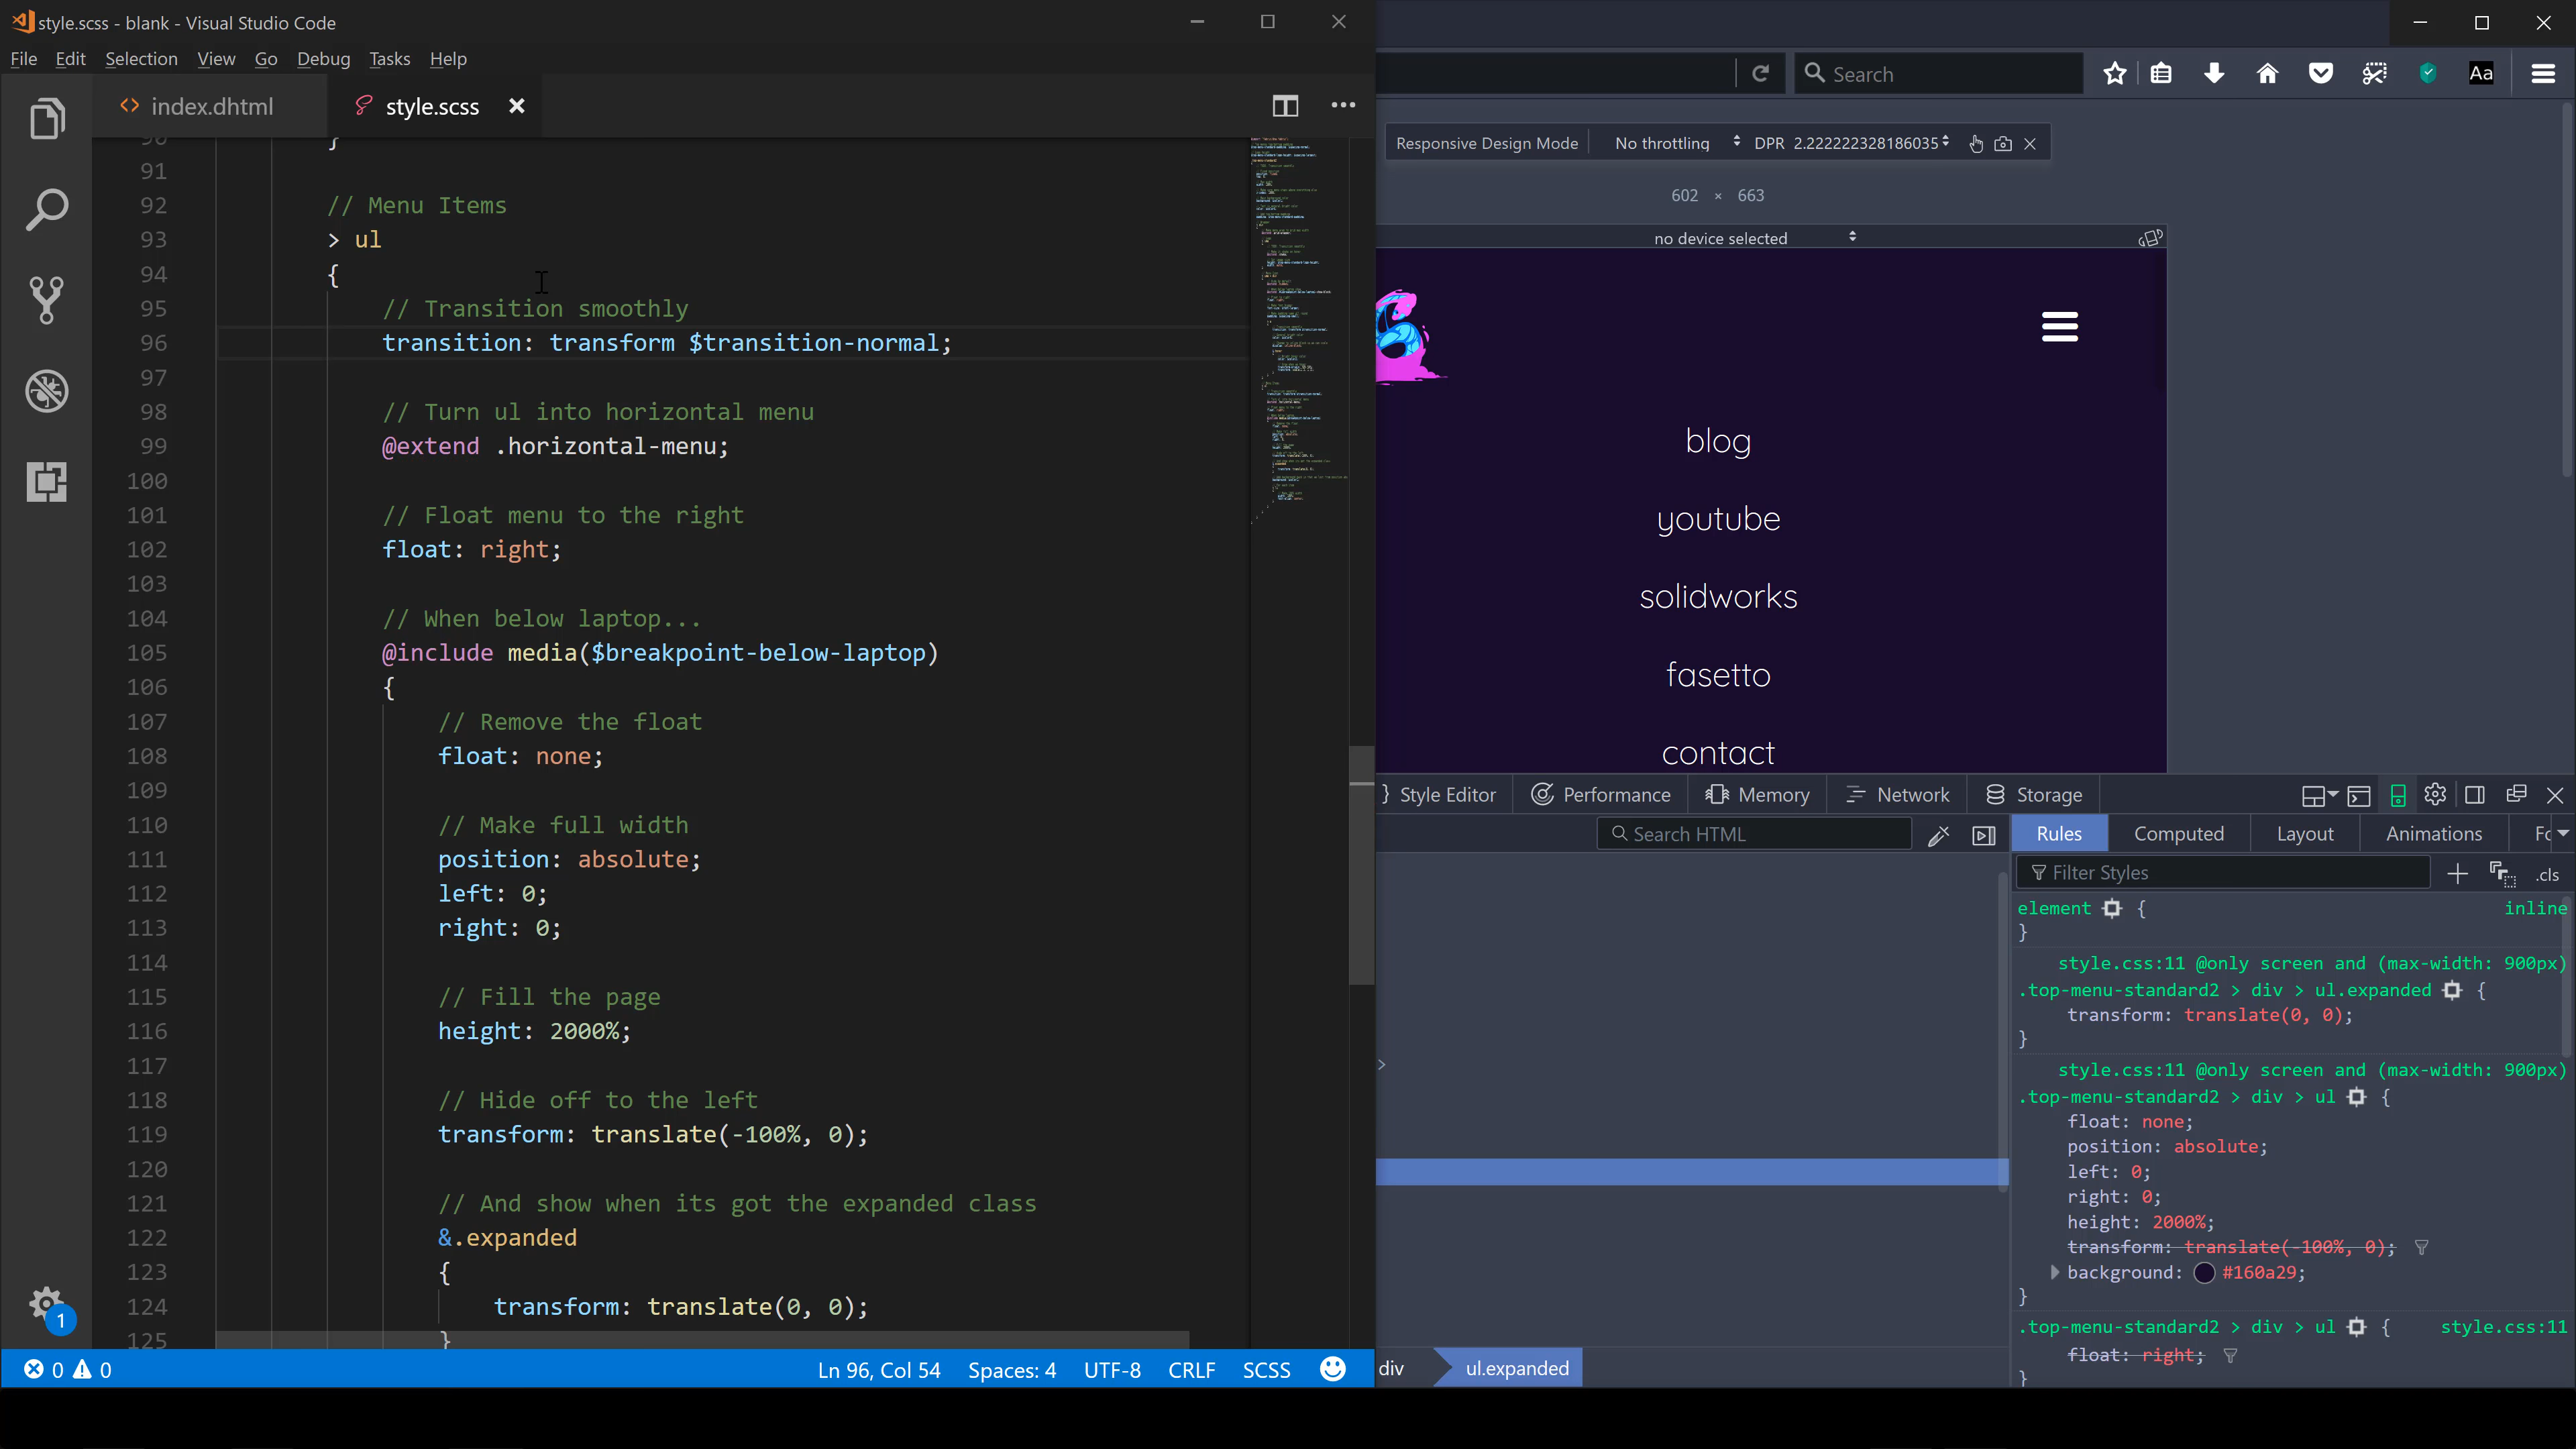 style.scss - blank - Visual Studio Code
File Edit Selection View Go Debug Tasks Help
index.dhtml
style.scss
90 }
91
92 // Menu Items
93 > ul
94 {
95 // Transition smoothly
96 transition: transform $transition-normal;
97
98 // Turn ul into horizontal menu
99 @extend .horizontal-menu;
100
101 // Float menu to the right
102 float: right;
103
104 // When below laptop...
105 @include media($breakpoint-below-laptop)
106 {
107 // Remove the float
108 float: none;
109
110 // Make full width
111 position: absolute;
112 left: 0;
113 right: 0;
114
115 // Fill the page
116 height: 2000%;
117
118 // Hide off to the left
119 transform: translate(-100%, 0);
120
121 // And show when its got the expanded class
122 &.expanded
123 {
124 transform: translate(0, 0);
125 }
0 0
Ln 96, Col 54 Spaces: 4 UTF-8 CRLF SCSS
1
Search
Aa
Responsive Design Mode No throttling DPR 2.222222328186035
602 × 663
no device selected
blog
youtube
solidworks
fasetto
contact
} Style Editor Performance Memory Network Storage
Search HTML
Rules Computed Layout Animations Fo
Filter Styles
.cls
element { inline
}
style.css:11 @only screen and (max-width: 900px)
.top-menu-standard2 > div > ul.expanded {
transform: translate(0, 0);
}
style.css:11 @only screen and (max-width: 900px)
.top-menu-standard2 > div > ul {
float: none;
position: absolute;
left: 0;
right: 0;
height: 2000%;
transform: translate(-100%, 0);
background: #160a29;
}
.top-menu-standard2 > div > ul { style.css:11
float: right;
}
>
div ul.expanded